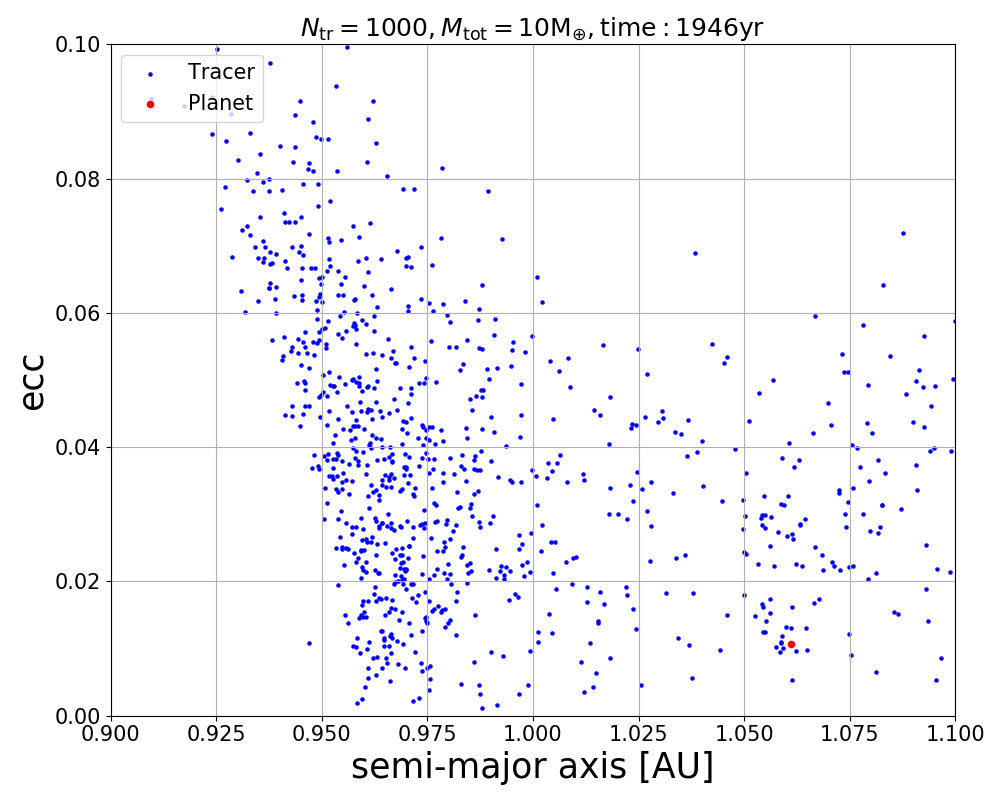 N_tr = 1000, M_tot = 10M_⊕, time : 1946yr
0.10
0.08
0.06
0.04
0.02
0.00
ecc
Tracer
Planet
0.900 0.925 0.950 0.975 1.000 1.025 1.050 1.075 1.100
semi-major axis [AU]